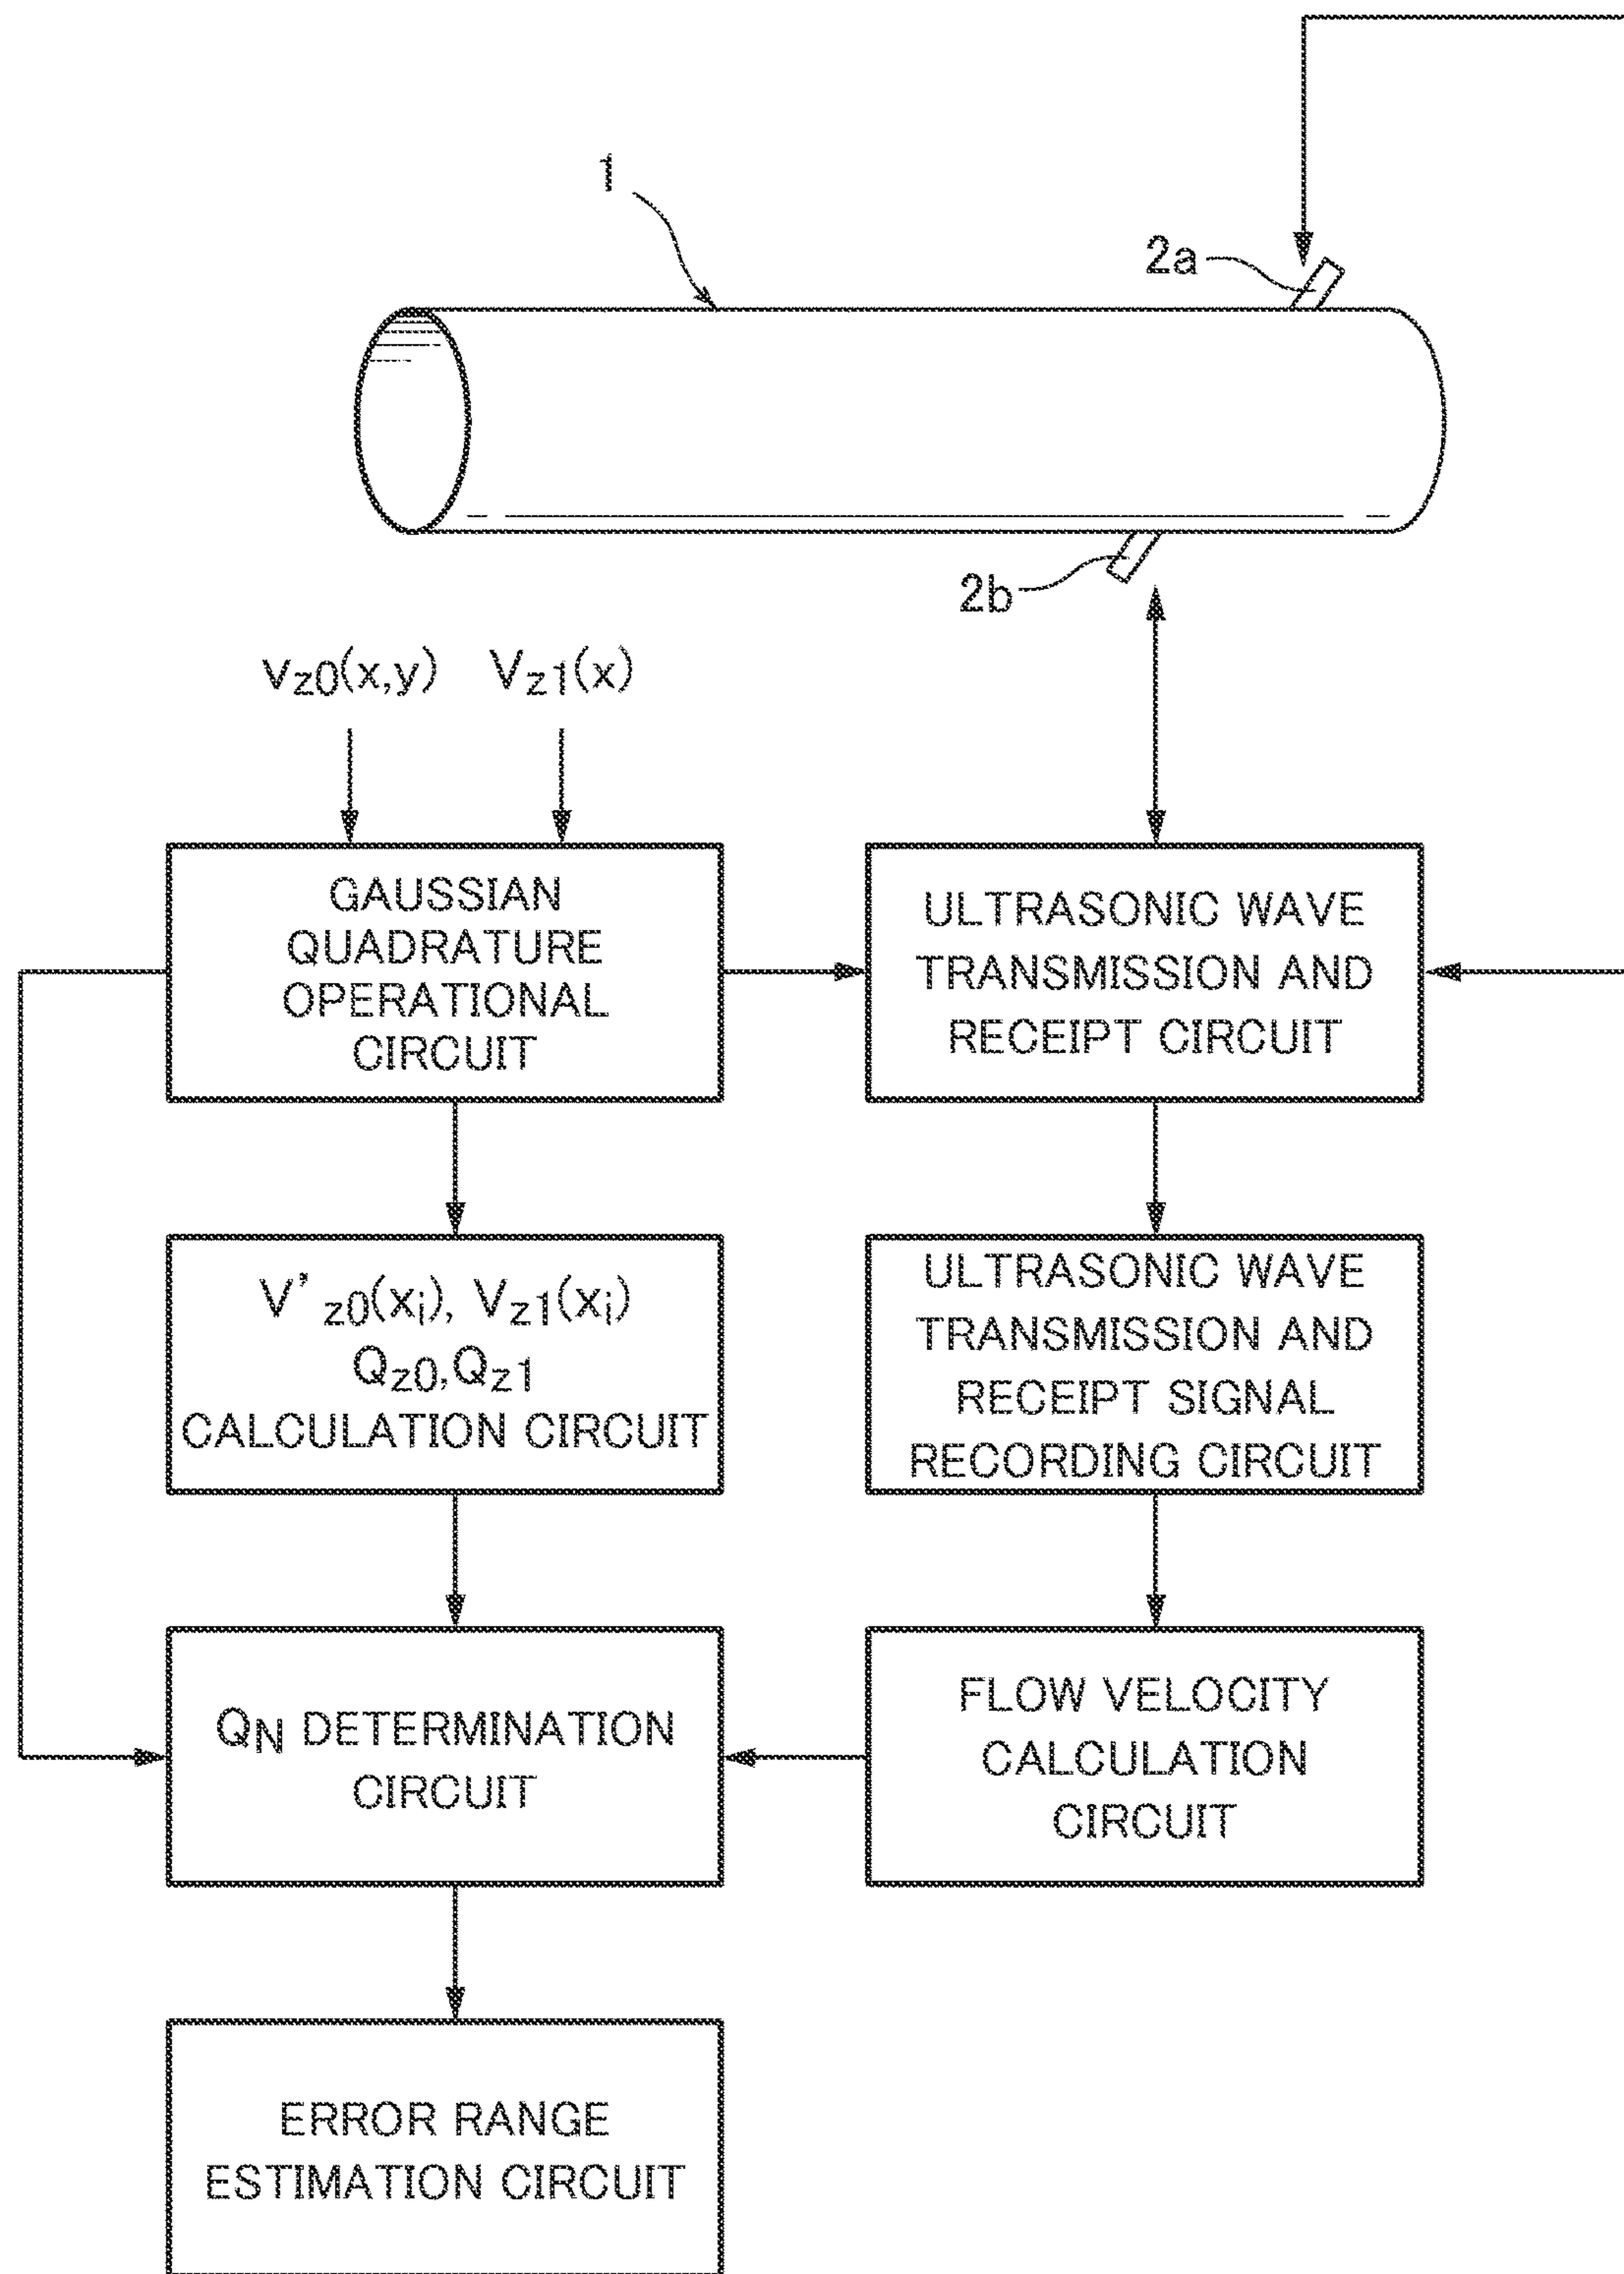 1
2a
2b
vz0(x,y) Vz1(x)
GAUSSIAN
QUADRATURE
OPERATIONAL
CIRCUIT
ULTRASONIC WAVE
TRANSMISSION AND
RECEIPT CIRCUIT
V'z0(xi), Vz1(xi)
Qz0,Qz1
CALCULATION CIRCUIT
ULTRASONIC WAVE
TRANSMISSION AND
RECEIPT SIGNAL
RECORDING CIRCUIT
QN DETERMINATION
CIRCUIT
FLOW VELOCITY
CALCULATION
CIRCUIT
ERROR RANGE
ESTIMATION CIRCUIT